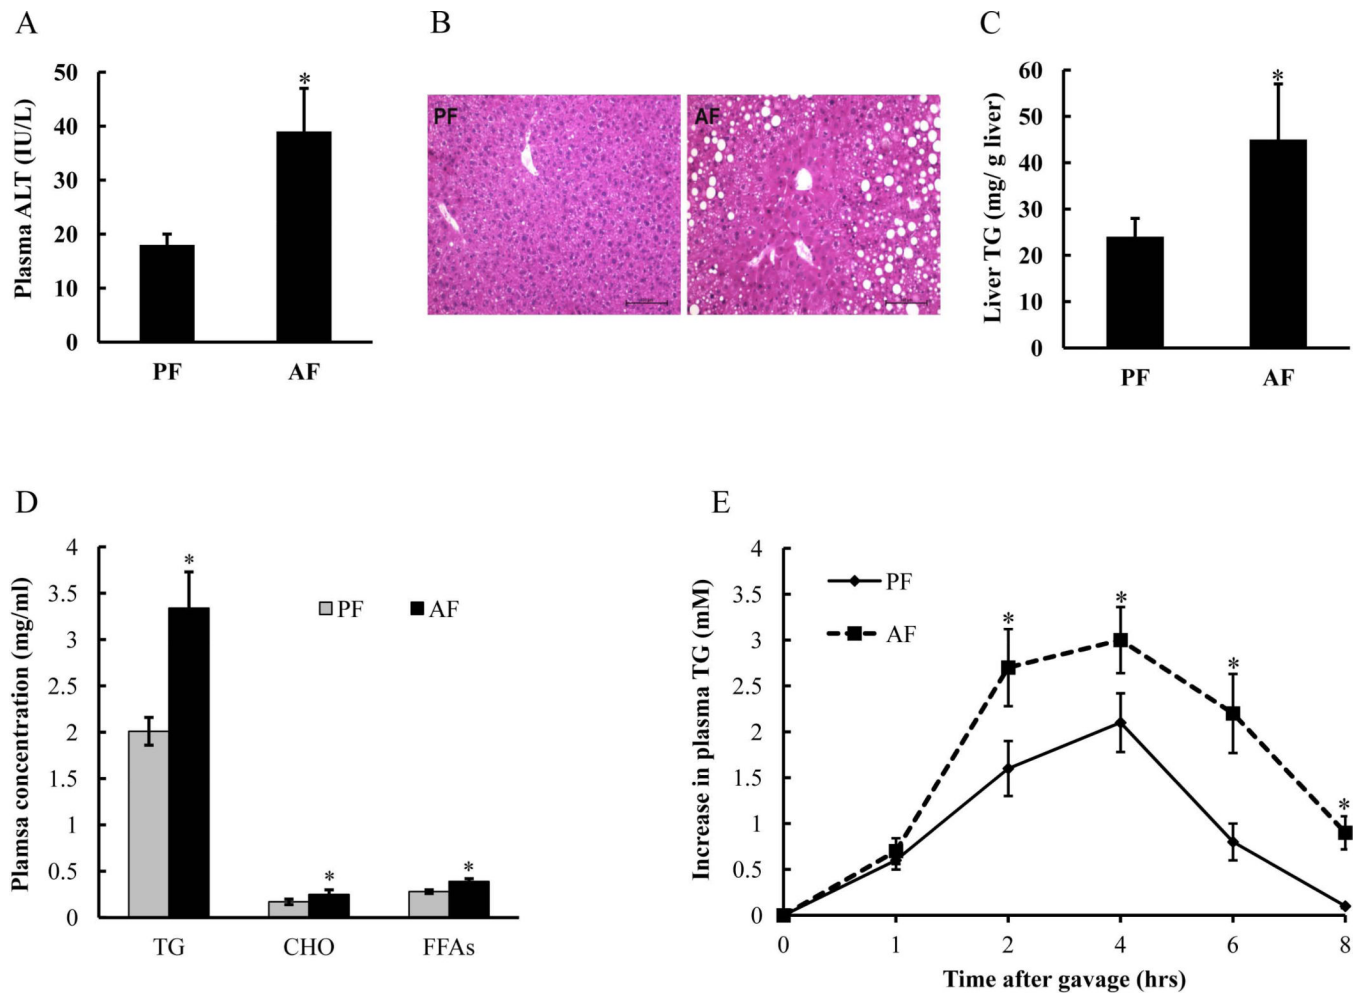 A
Plasma ALT (IU/L)
50
40
30
20
10
0
*
PF
AF
B
PF
AF
C
Liver TG (mg/ g liver)
60
50
40
30
20
10
0
*
PF
AF
D
Plamsa concentration (mg/ml)
4
3.5
3
2.5
2
1.5
1
0.5
0
*
*
*
PF
AF
TG
CHO
FFAs
E
Increase in plasma TG (mM)
4
3.5
3
2.5
2
1.5
1
0.5
0
PF
AF
*
*
*
*
0
1
2
4
6
8
Time after gavage (hrs)